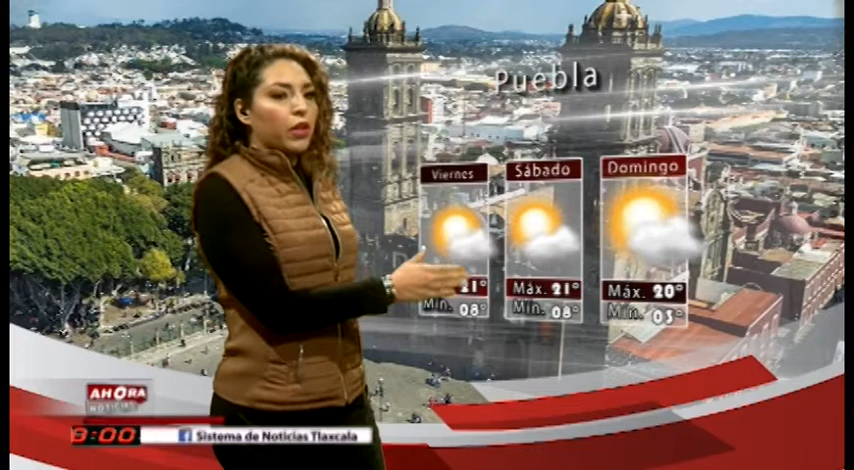 Puebla
Viernes
Sábado
Domingo
21°
Máx. 21°
Máx. 20°
Mín. 08°
Mín. 08°
Mín. 03°
AHORA
NOTICIAS
9:00
Sistema de Noticias Tlaxcala